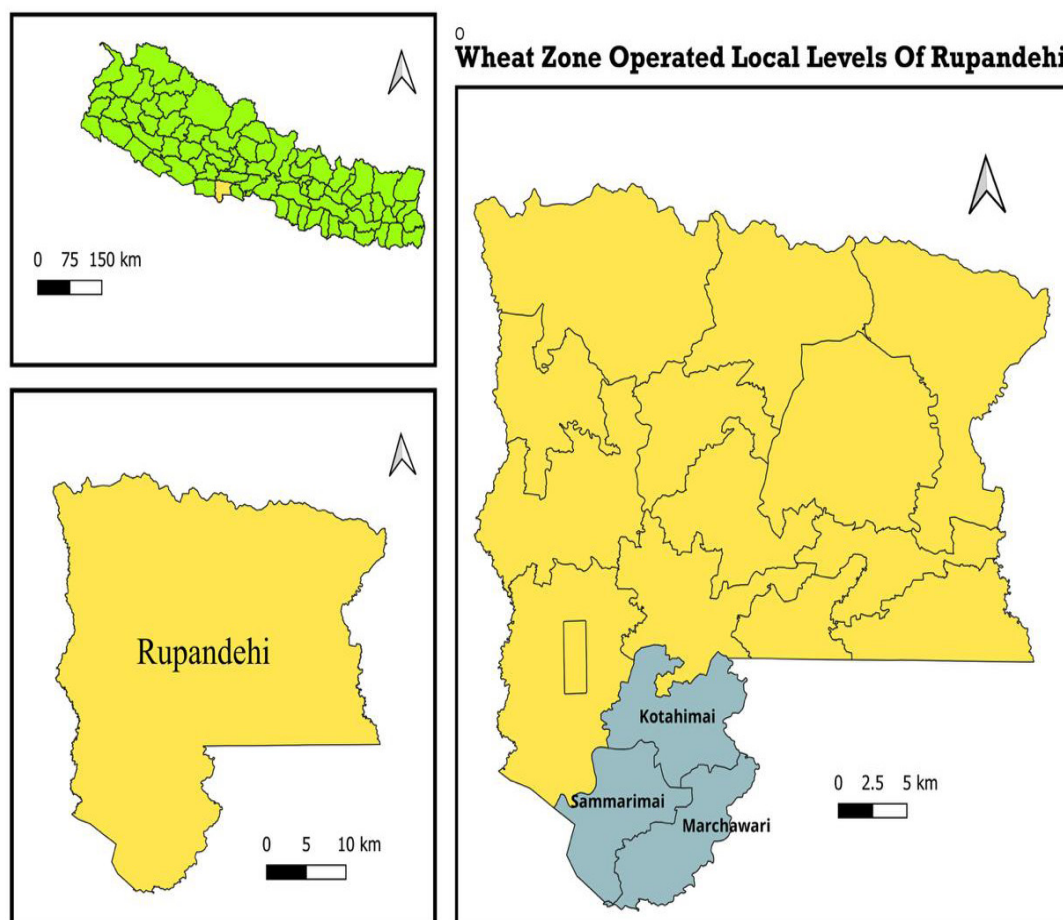 O
Wheat Zone Operated Local Levels Of Rupandehi
0 75 150 km
Rupandehi
0 5 10 km
Kotahimai
Sammarimai
Marchawari
0 2.5 5 km